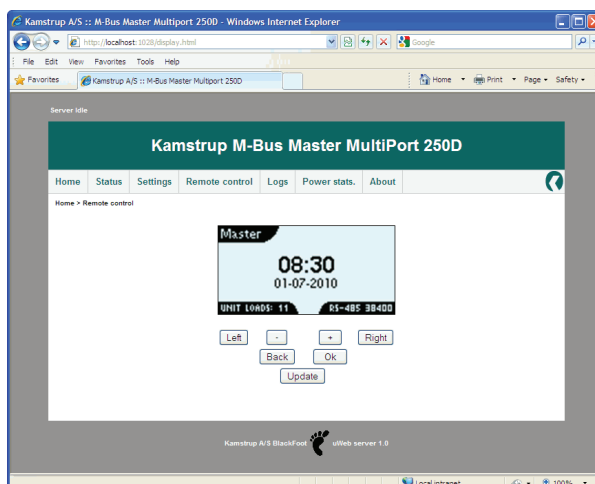 Kamstrup A/S :: M-Bus Master Multiport 250D - Windows Internet Explorer
http://localhost:1028/display.html
Google
File Edit View Favorites Tools Help
Favorites
Kamstrup A/S :: M-Bus Master Multiport 250D
Home Print Page Safety
Server Idle
Kamstrup M-Bus Master MultiPort 250D
Home Status Settings Remote control Logs Power stats. About
Home > Remote control
Master
08:30
01-07-2010
UNIT LOADS: 11 RS-485 38400
Left - + Right
Back Ok
Update
Kamstrup A/S BlackFoot uWeb server 1.0
Local intranet 100%